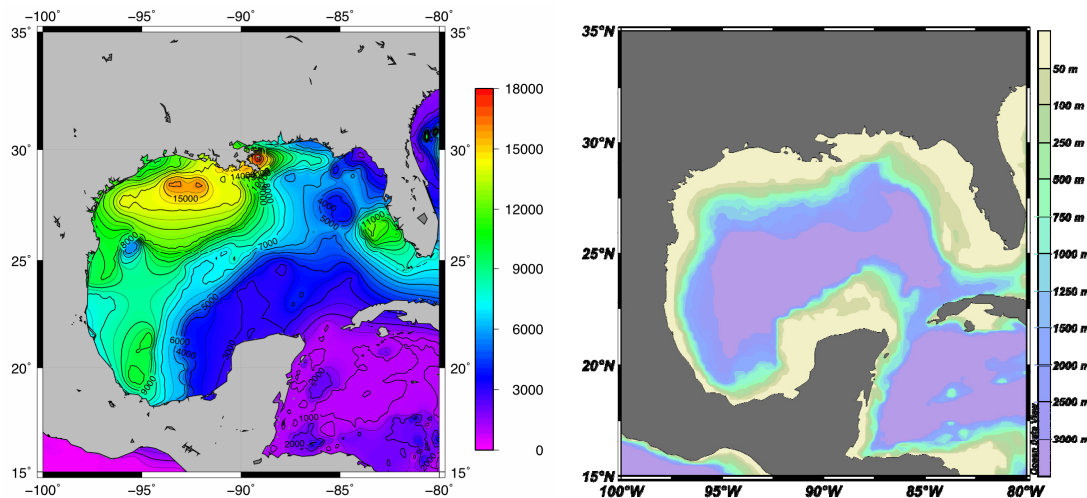 −100° −95° −90° −85° −80°
35° 35°
30° 30°
25° 25°
20° 20°
15° 15°
−100° −95° −90° −85° −80°
18000
15000
12000
9000
6000
3000
0
14000
15000
8000
4000
5000
11000
7000
5000
6000
4000
3000
9000
2000
1000
2000
35°N
30°N
25°N
20°N
15°N
100°W 95°W 90°W 85°W 80°W
50 m
100 m
250 m
500 m
750 m
1000 m
1250 m
1500 m
2000 m
2500 m
3000 m
Ocean Data View